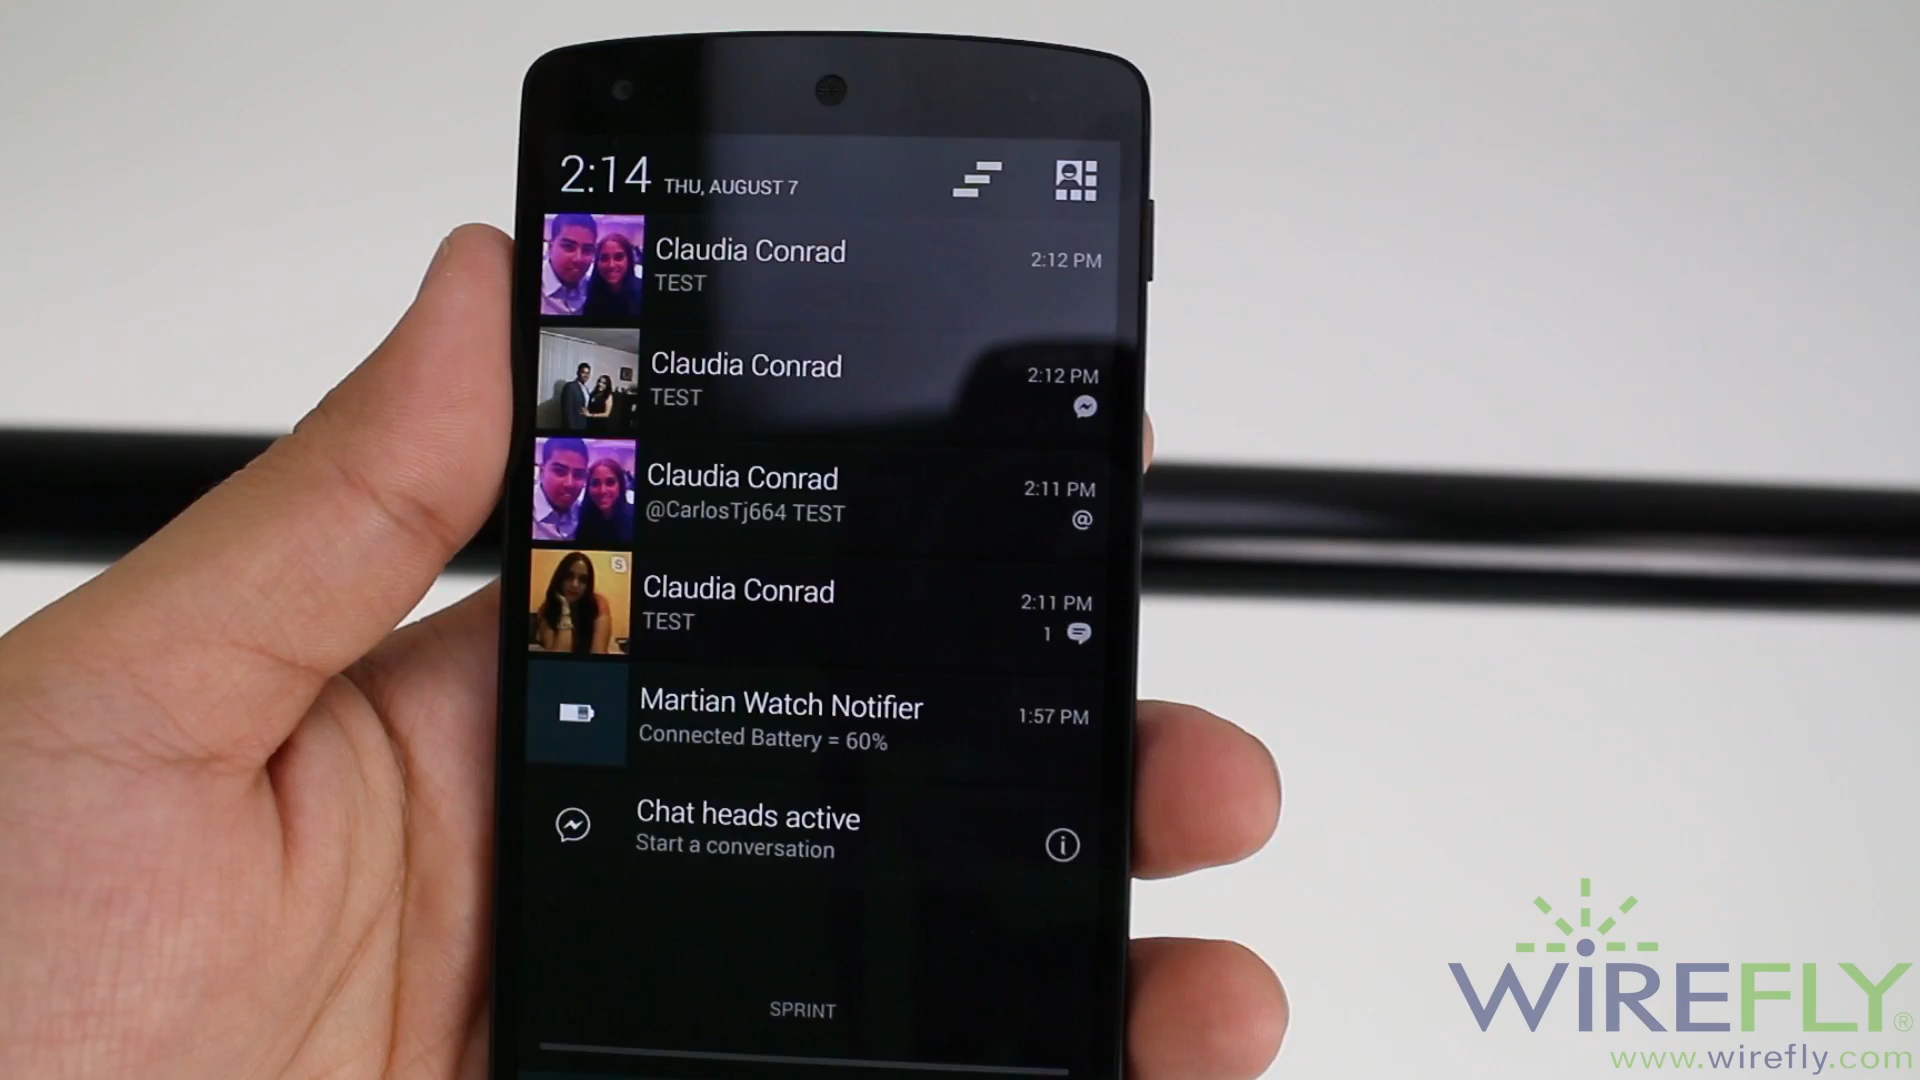 2:14 THU, AUGUST 7
Claudia Conrad
2:12 PM
TEST
Claudia Conrad
2:12 PM
TEST
Claudia Conrad
2:11 PM
@CarlosTj664 TEST
@
S
Claudia Conrad
2:11 PM
TEST
1
Martian Watch Notifier
1:57 PM
Connected Battery = 60%
Chat heads active
Start a conversation
i
SPRINT
WiREFLY®
www.wirefly.com